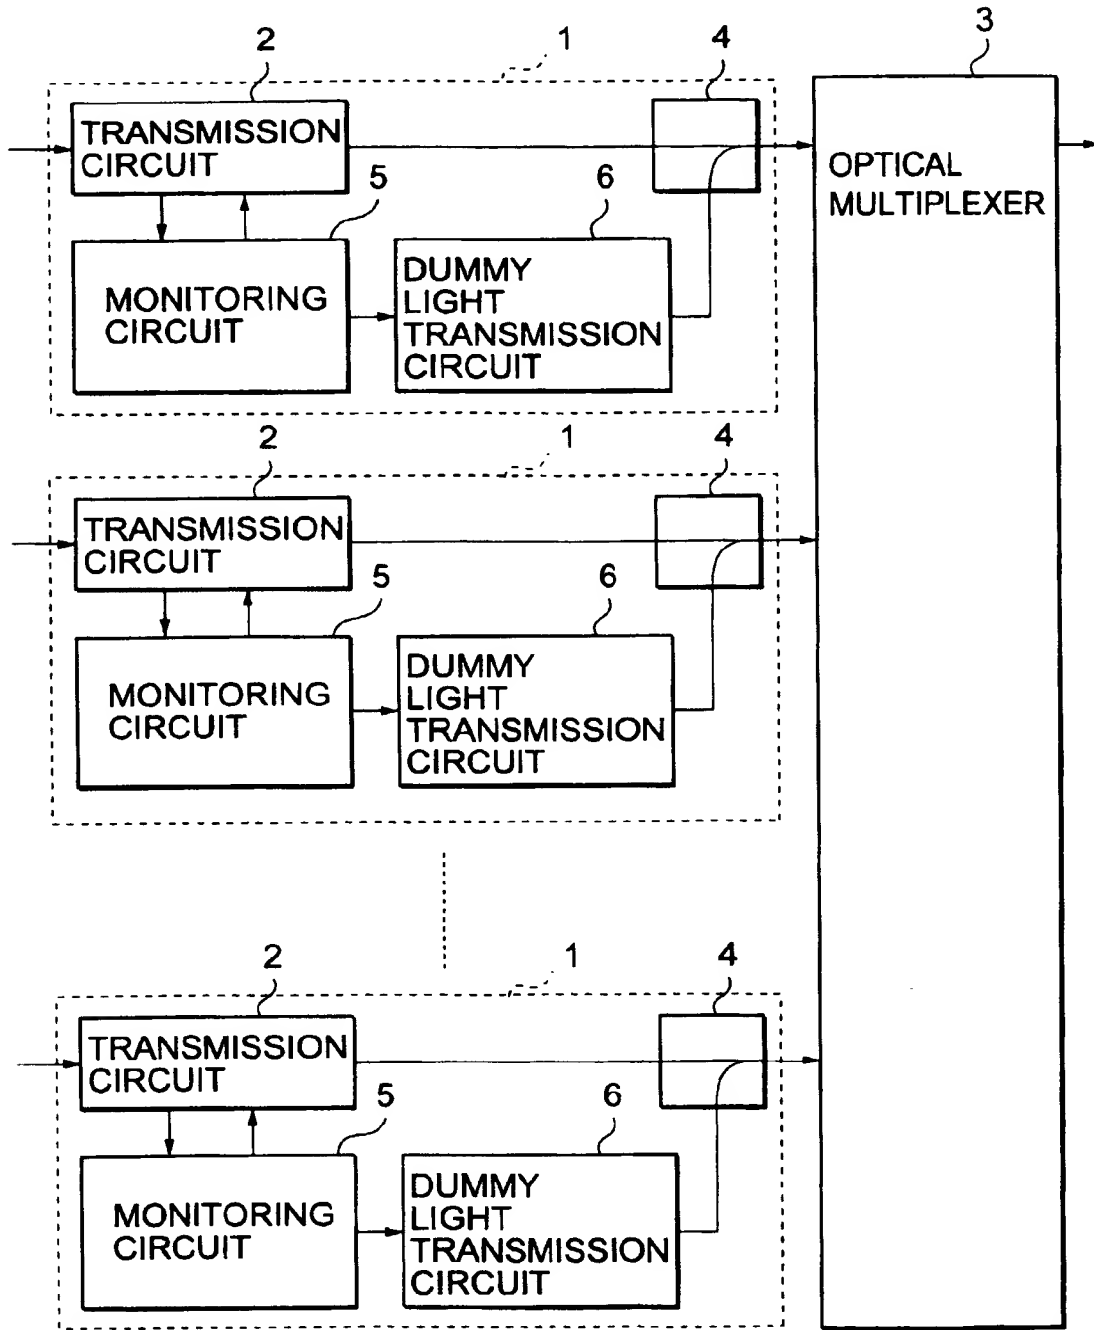 3
2
1
4
TRANSMISSION
CIRCUIT
5
6
OPTICAL
MULTIPLEXER
MONITORING
CIRCUIT
DUMMY
LIGHT
TRANSMISSION
CIRCUIT
2
1
4
TRANSMISSION
CIRCUIT
5
6
MONITORING
CIRCUIT
DUMMY
LIGHT
TRANSMISSION
CIRCUIT
2
1
4
TRANSMISSION
CIRCUIT
5
6
MONITORING
CIRCUIT
DUMMY
LIGHT
TRANSMISSION
CIRCUIT